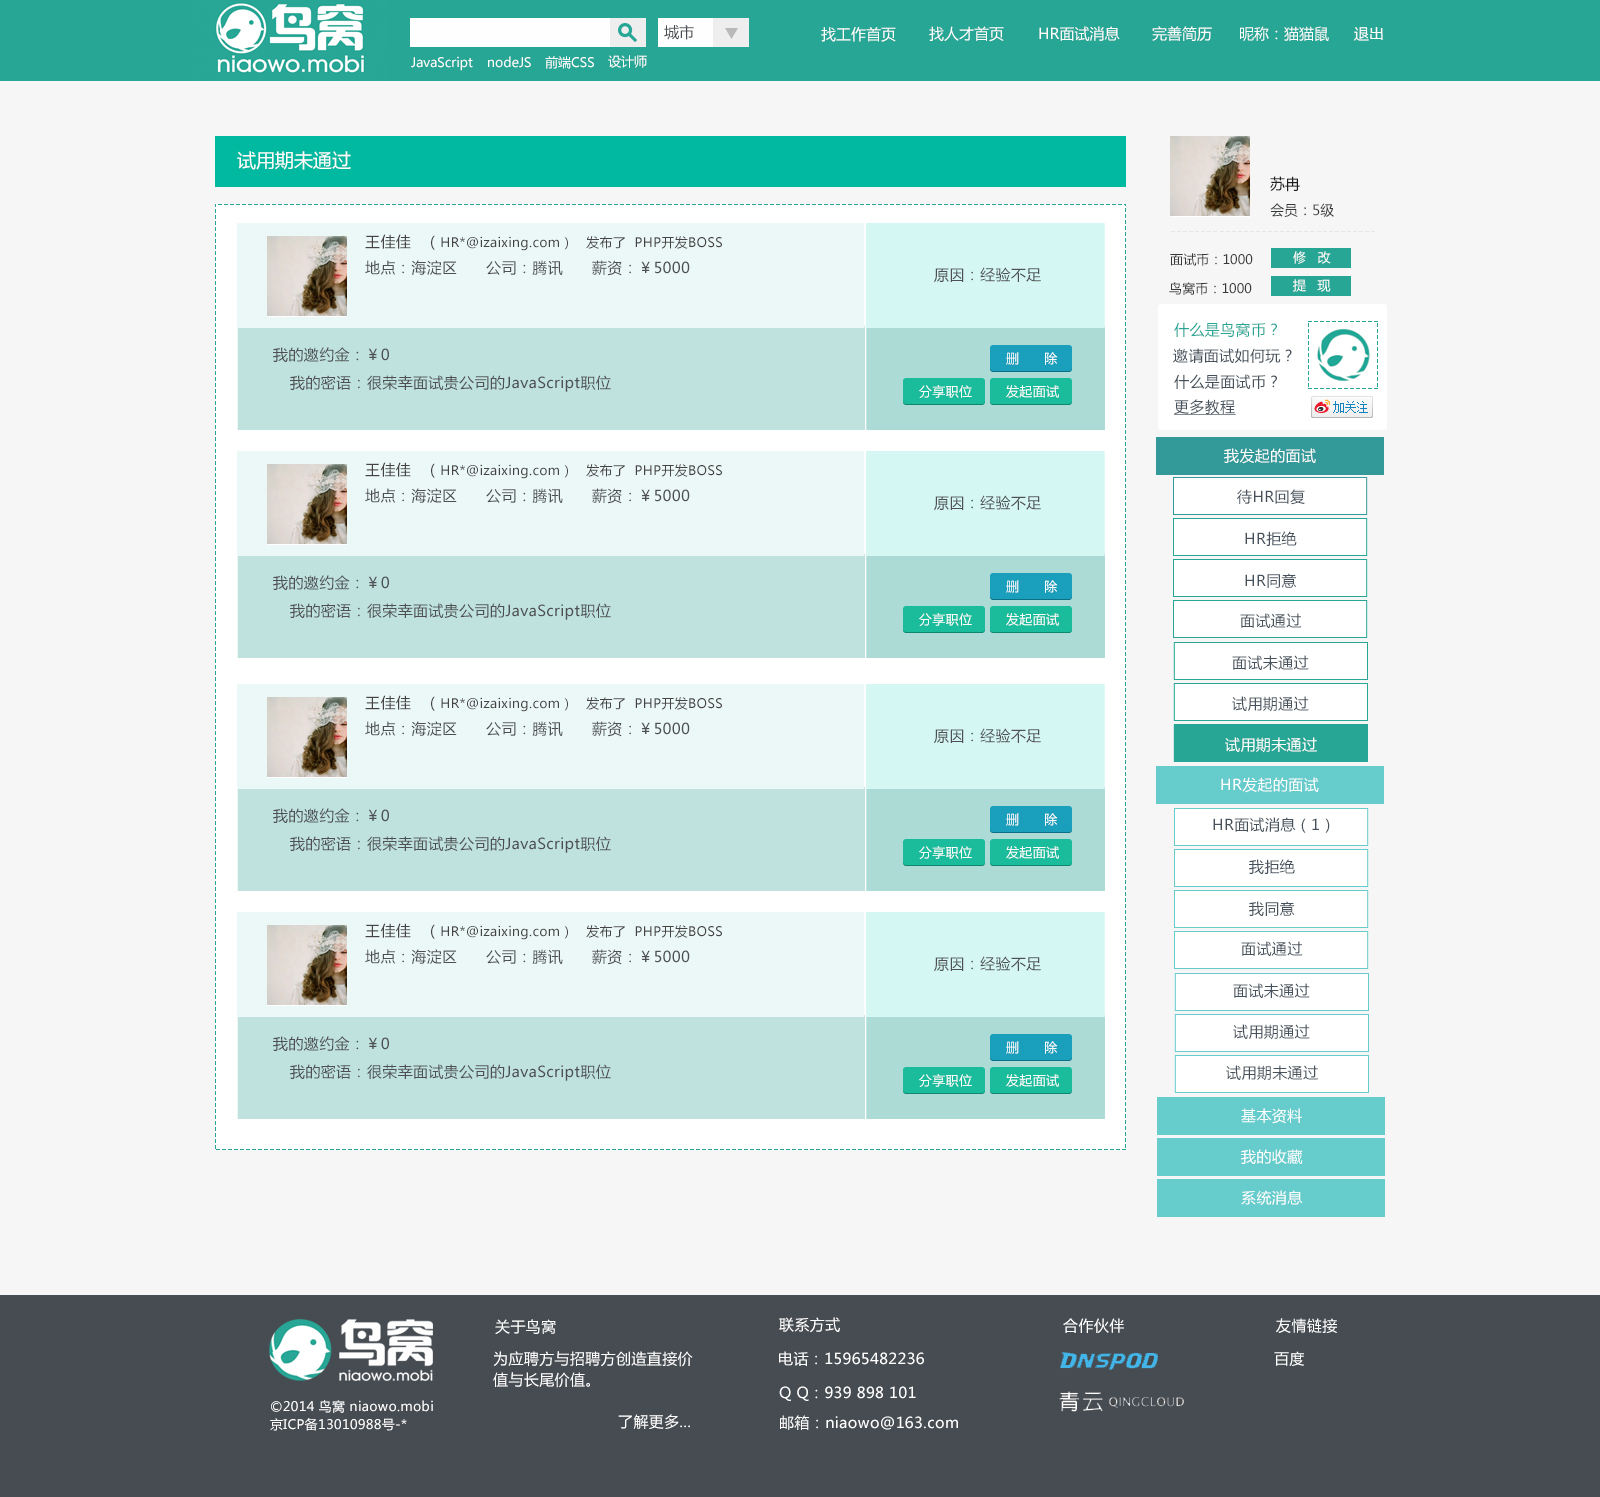 鸟窝
niaowo.mobi
城市
JavaScript nodeJS 前端CSS 设计师
找工作首页 找人才首页 HR面试消息 完善简历 昵称：猫猫鼠 退出
试用期未通过
王佳佳 （HR*@izaixing.com） 发布了 PHP开发BOSS
地点：海淀区 公司：腾讯 薪资：¥5000
原因：经验不足
我的邀约金：¥0
我的密语：很荣幸面试贵公司的JavaScript职位
删 除
分享职位 发起面试
王佳佳 （HR*@izaixing.com） 发布了 PHP开发BOSS
地点：海淀区 公司：腾讯 薪资：¥5000
原因：经验不足
我的邀约金：¥0
我的密语：很荣幸面试贵公司的JavaScript职位
删 除
分享职位 发起面试
王佳佳 （HR*@izaixing.com） 发布了 PHP开发BOSS
地点：海淀区 公司：腾讯 薪资：¥5000
原因：经验不足
我的邀约金：¥0
我的密语：很荣幸面试贵公司的JavaScript职位
删 除
分享职位 发起面试
王佳佳 （HR*@izaixing.com） 发布了 PHP开发BOSS
地点：海淀区 公司：腾讯 薪资：¥5000
原因：经验不足
我的邀约金：¥0
我的密语：很荣幸面试贵公司的JavaScript职位
删 除
分享职位 发起面试
苏冉
会员：5级
面试币：1000 修 改
鸟窝币：1000 提 现
什么是鸟窝币？
邀请面试如何玩？
什么是面试币？
更多教程
加关注
我发起的面试
待HR回复
HR拒绝
HR同意
面试通过
面试未通过
试用期通过
试用期未通过
HR发起的面试
HR面试消息（1）
我拒绝
我同意
面试通过
面试未通过
试用期通过
试用期未通过
基本资料
我的收藏
系统消息
鸟窝
niaowo.mobi
©2014 鸟窝 niaowo.mobi
京ICP备13010988号-*
关于鸟窝
为应聘方与招聘方创造直接价
值与长尾价值。
了解更多...
联系方式
电话：15965482236
Q Q：939 898 101
邮箱：niaowo@163.com
合作伙伴
DNSPOD
青云 QINGCLOUD
友情链接
百度